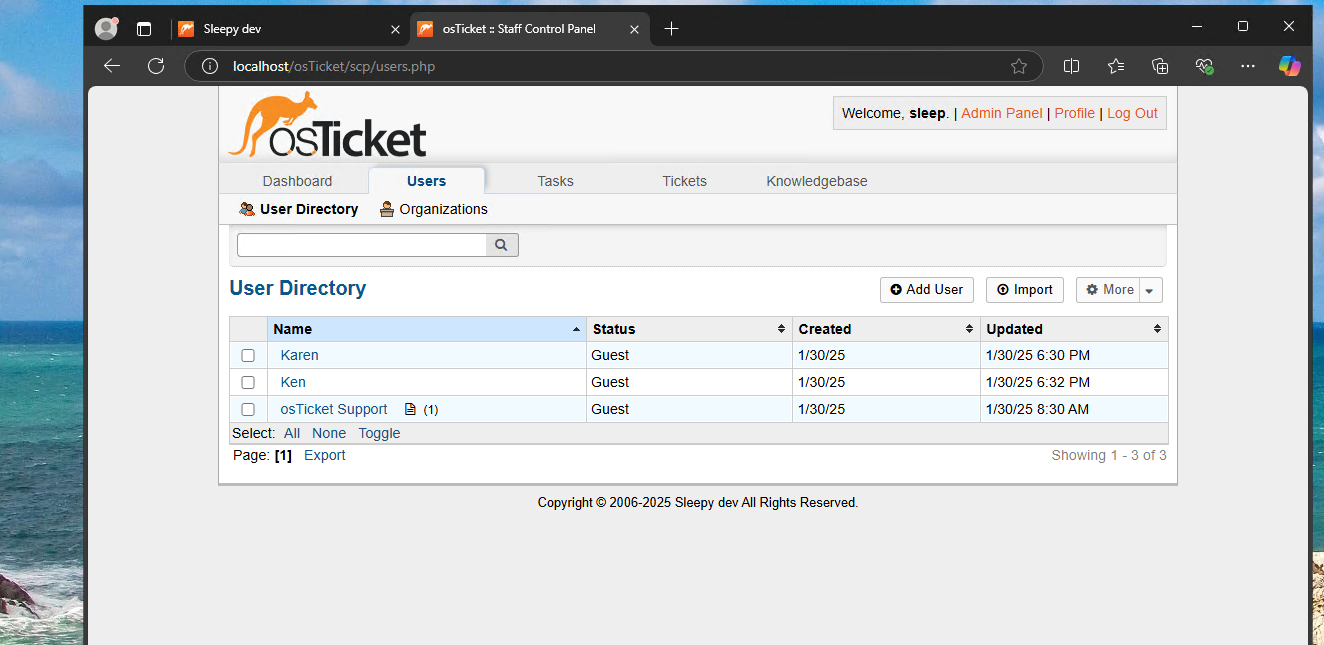 Sleepy dev
osTicket :: Staff Control Panel
localhost/osTicket/scp/users.php
osTicket
Welcome, sleep. | Admin Panel | Profile | Log Out
Dashboard Users Tasks Tickets Knowledgebase
User Directory Organizations
User Directory
Add User Import More
Name Status Created Updated
Karen Guest 1/30/25 1/30/25 6:30 PM
Ken Guest 1/30/25 1/30/25 6:32 PM
osTicket Support (1) Guest 1/30/25 1/30/25 8:30 AM
Select: All None Toggle
Page: [1] Export Showing 1 - 3 of 3
Copyright © 2006-2025 Sleepy dev All Rights Reserved.